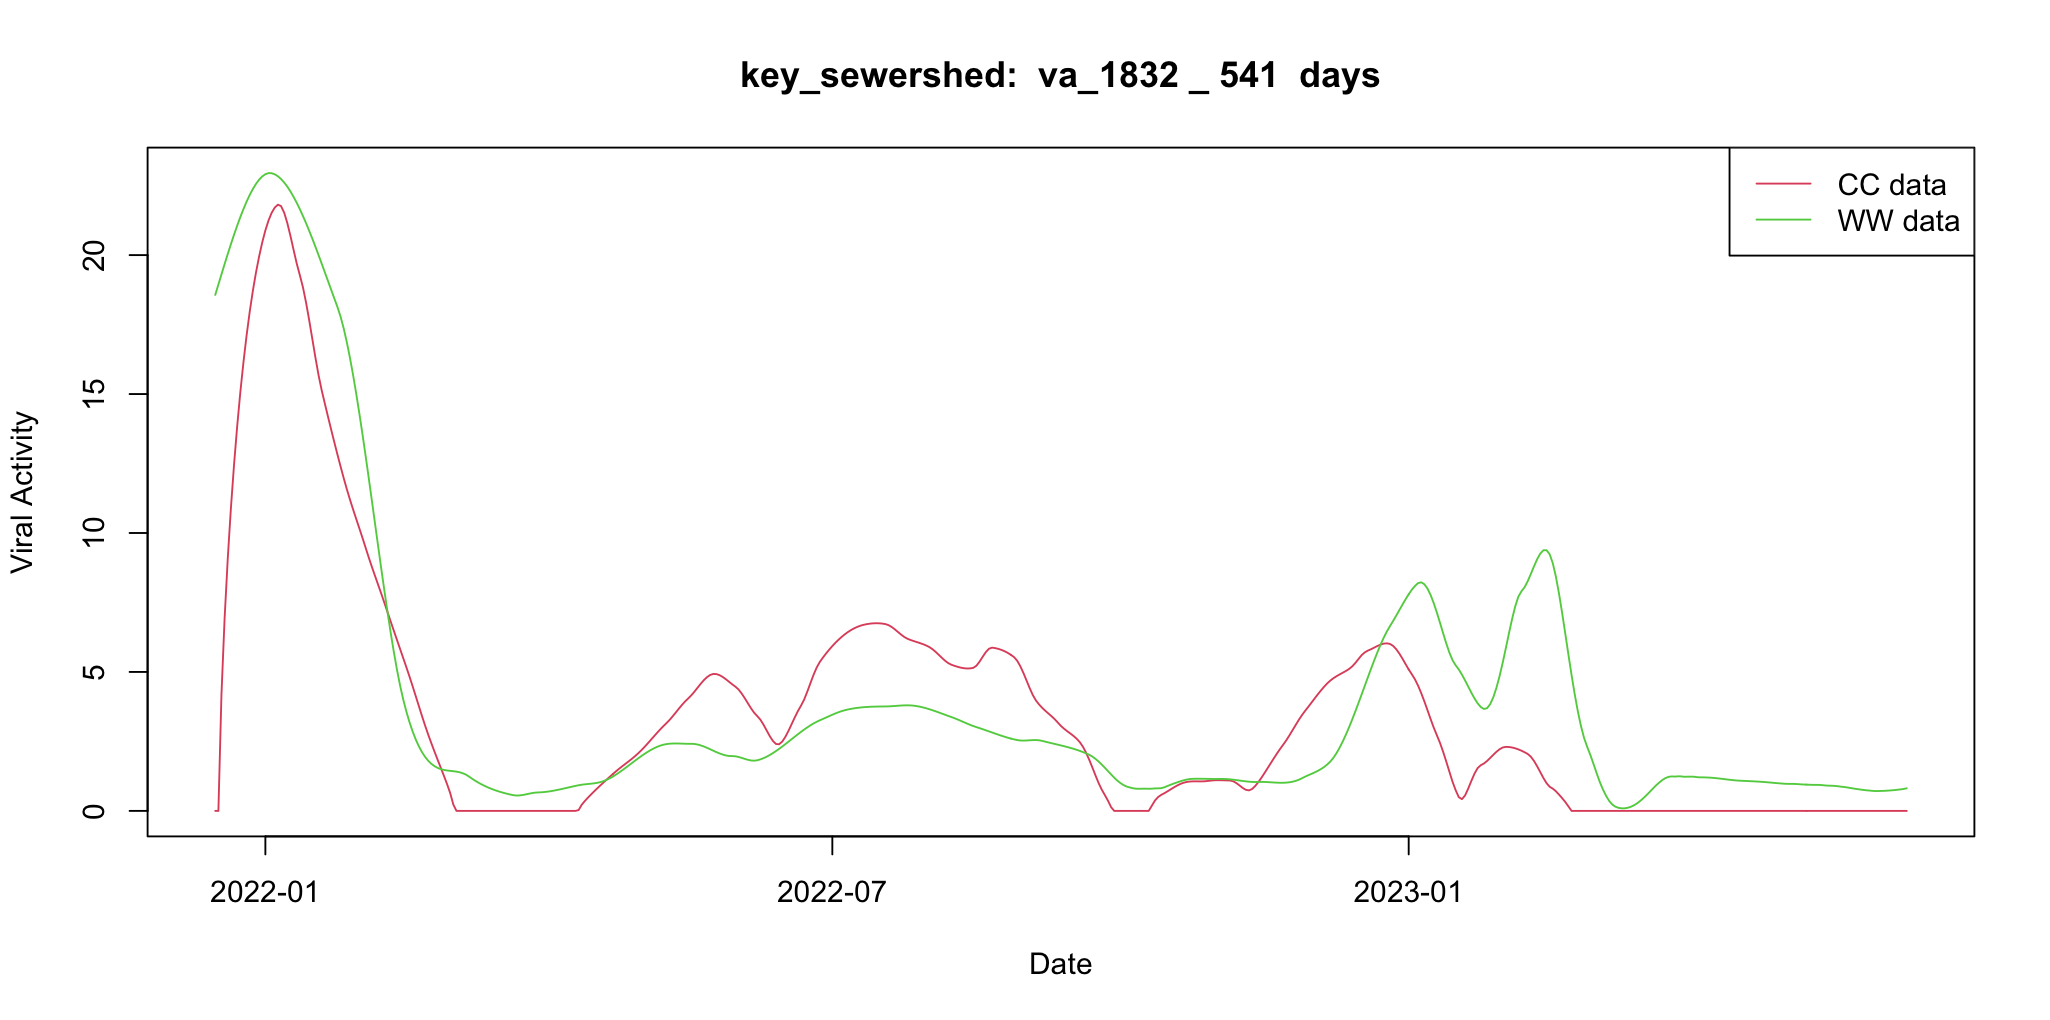 key_sewershed:  va_1832 _ 541  days
CC data
WW data
Viral Activity
20
15
10
5
0
2022-01
2022-07
2023-01
Date